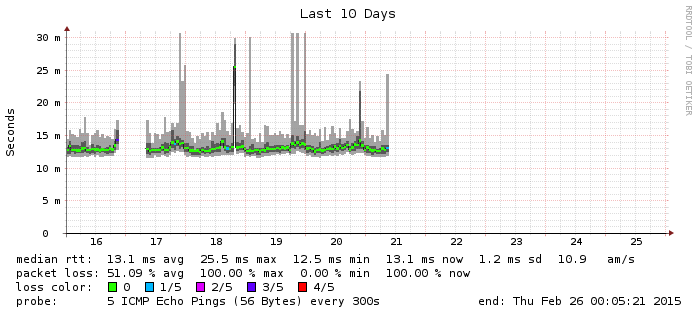 Last 10 Days
RRDTOOL / TOBI OETIKER
Seconds
30 m
25 m
20 m
15 m
10 m
5 m
0
16 17 18 19 20 21 22 23 24 25
median rtt: 13.1 ms avg 25.5 ms max 12.5 ms min 13.1 ms now 1.2 ms sd 10.9 am/s
packet loss: 51.09 % avg 100.00 % max 0.00 % min 100.00 % now
loss color: 0 1/5 2/5 3/5 4/5
probe: 5 ICMP Echo Pings (56 Bytes) every 300s end: Thu Feb 26 00:05:21 2015